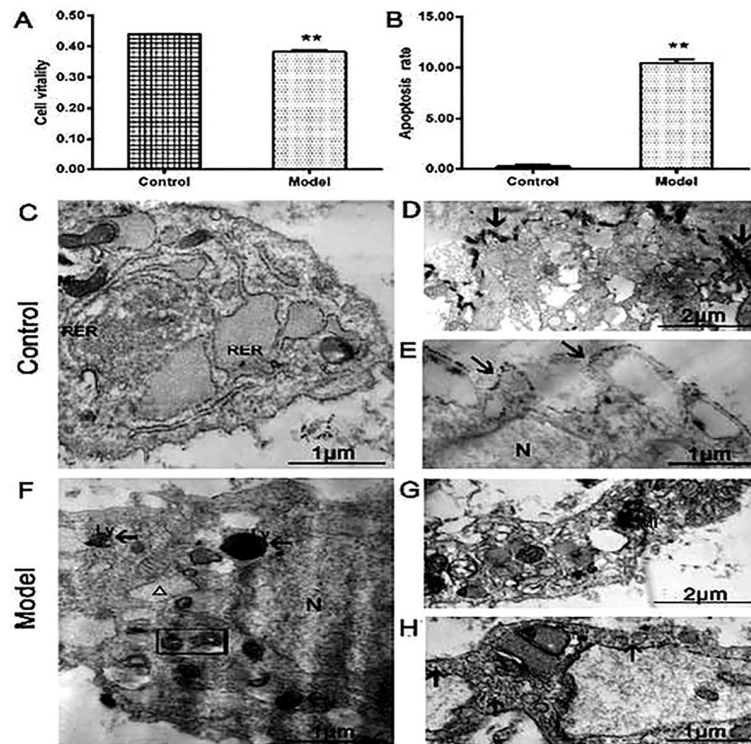 A
B
Cell vitality
0.50
0.40
0.30
0.20
0.10
0.00
**
Control
Model
Apoptosis rate
15.00
10.00
5.00
0.00
**
Control
Model
Control
C
RER
RER
1μm
D
2μm
E
N
1μm
Model
F
Ly
N
1μm
G
2μm
H
1μm